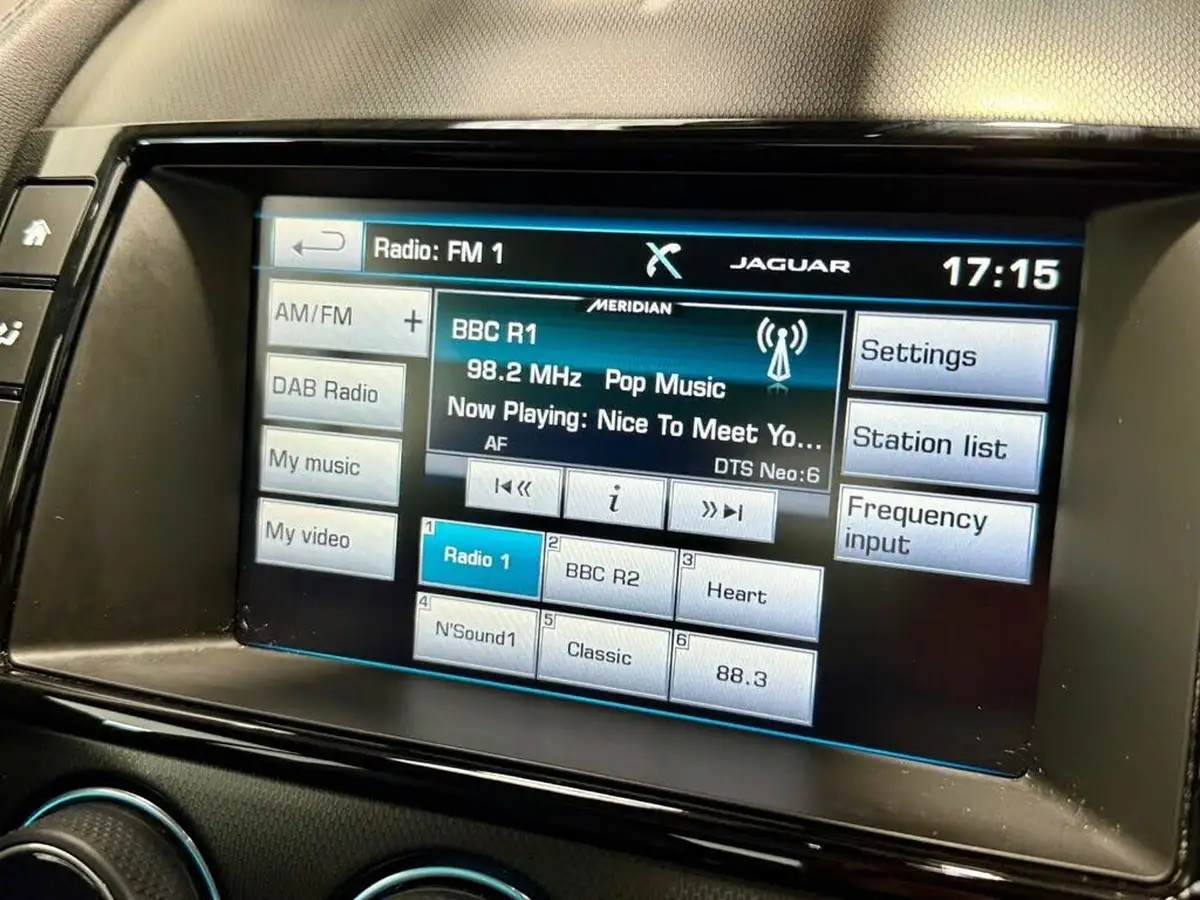 Radio: FM 1
JAGUAR
17:15
AM/FM +
DAB Radio
My music
My video
MERIDIAN
BBC R1
98.2 MHz Pop Music
Now Playing: Nice To Meet Yo...
AF
DTS Neo:6
i
1 Radio 1
2 BBC R2
3 Heart
4 N'Sound1
5 Classic
6 88.3
Settings
Station list
Frequency
input